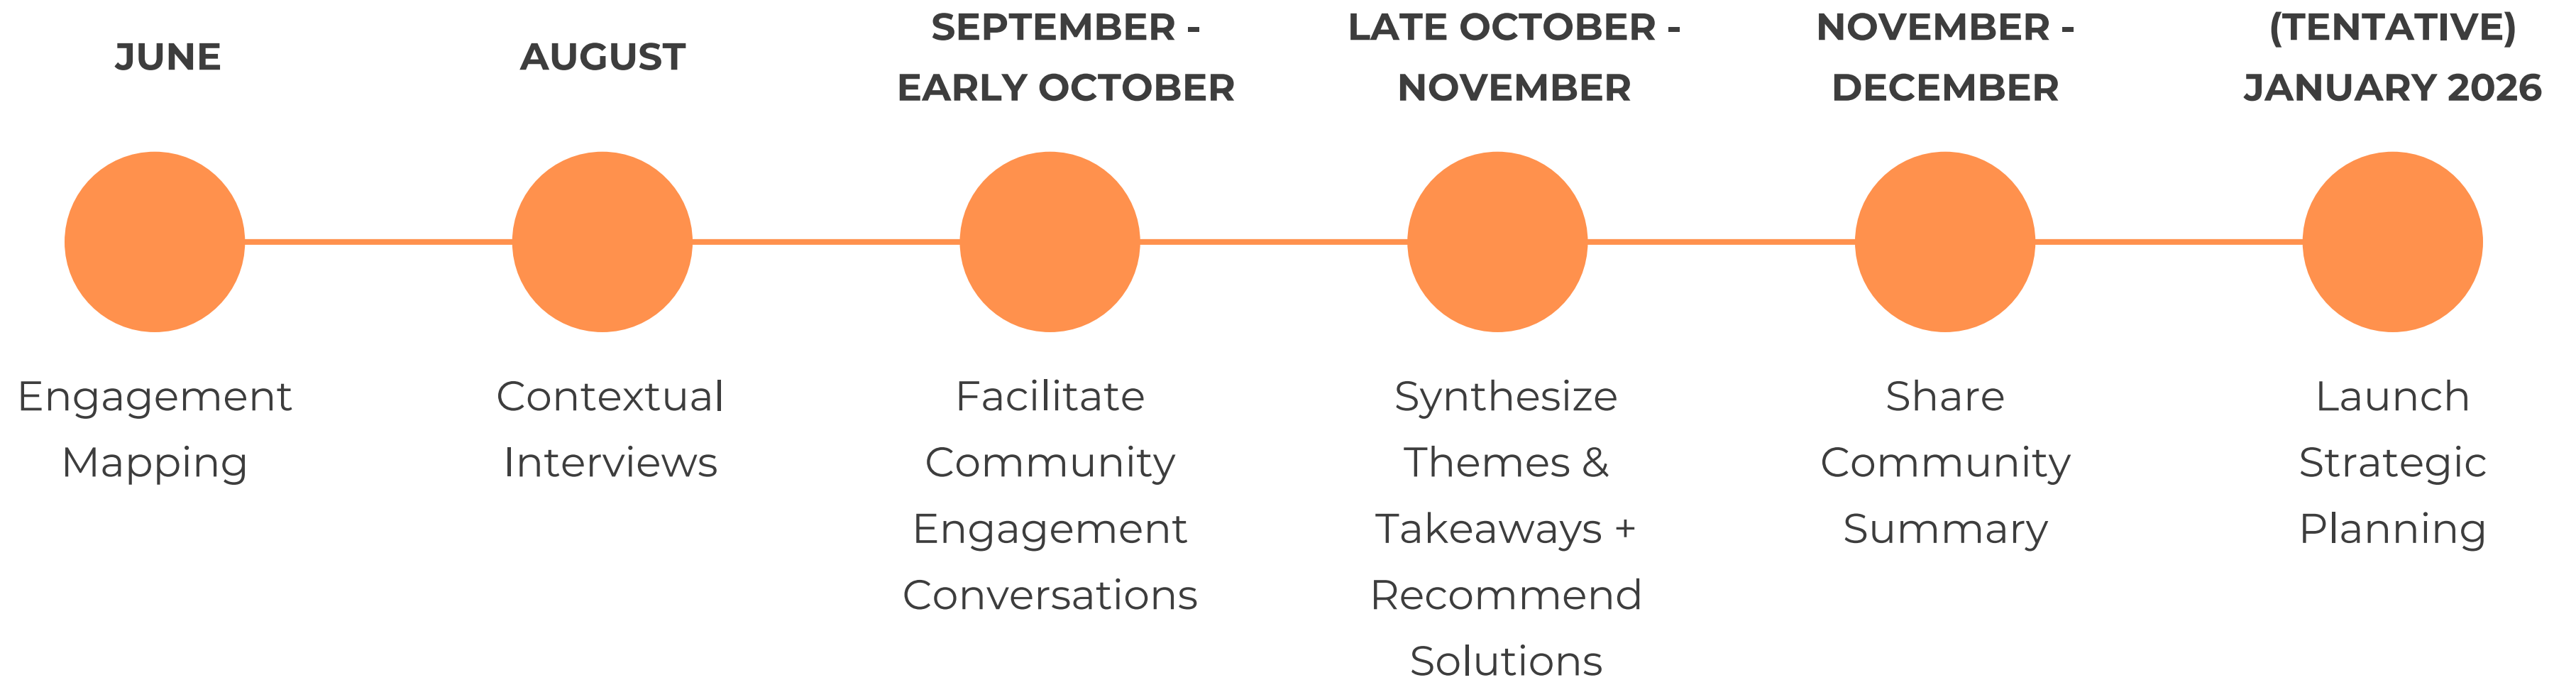 JUNE
Engagement
Mapping
AUGUST
Contextual
Interviews
SEPTEMBER -
EARLY OCTOBER
Facilitate
Community
Engagement
Conversations
LATE OCTOBER -
NOVEMBER
Synthesize
Themes &
Takeaways +
Recommend
Solutions
NOVEMBER -
DECEMBER
Share
Community
Summary
(TENTATIVE)
JANUARY 2026
Launch
Strategic
Planning